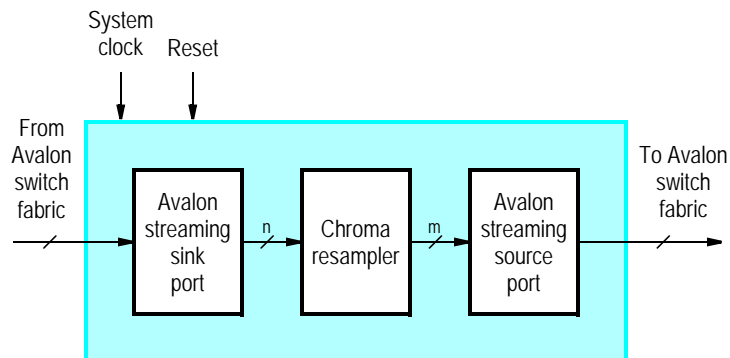 System
clock
Reset
From
Avalon
switch
fabric
To Avalon
switch
fabric
Avalon
streaming
sink
port
n
Chroma
resampler
m
Avalon
streaming
source
port